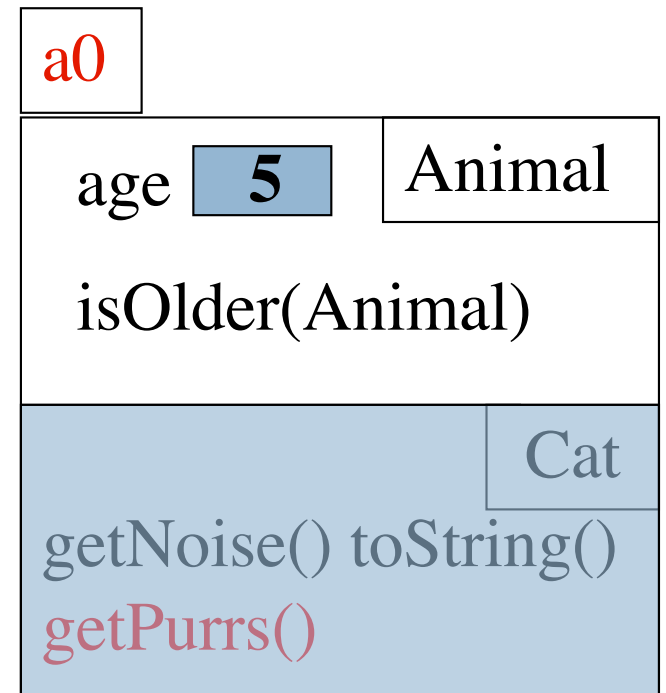 a0
age 5 Animal
isOlder(Animal)
Cat
getNoise() toString()
getPurrs()